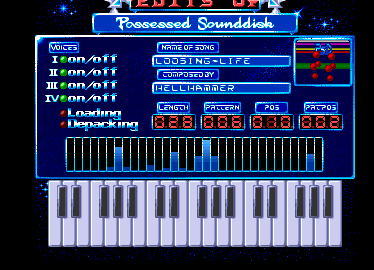 Possessed Sounddisk
VOICES
NAME OF SONG
I on/off
LOOSING-LIFE
II on/off
COMPOSED BY
III on/off
HELLHAMMER
IV on/off
LENGTH PATTERN POS PATPOS
Loading
028 008 010 002
Depacking